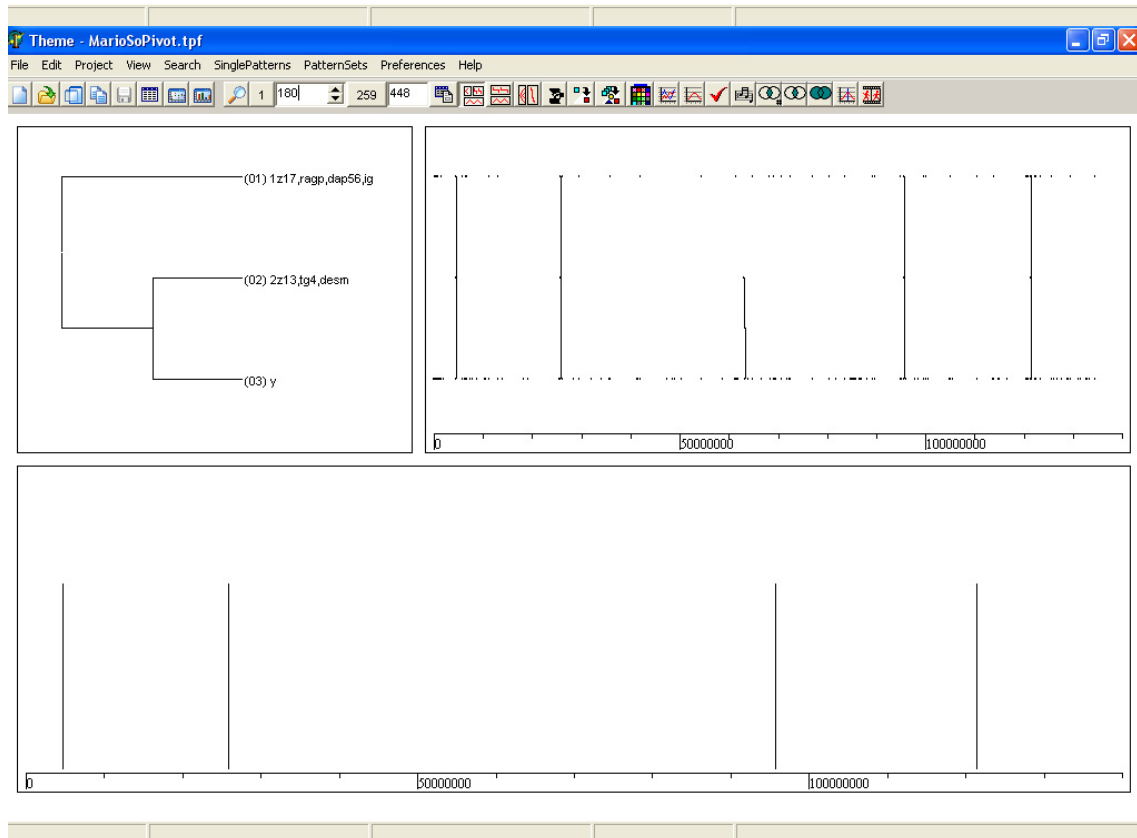 Theme - MarioSoPivot.tpf
File Edit Project View Search SinglePatterns PatternSets Preferences Help
1 180 259 448
(01) 1z17,ragp,dap56,ig
(02) 2z13,tg4,desm
(03) y
0 50000000 100000000
0 50000000 100000000